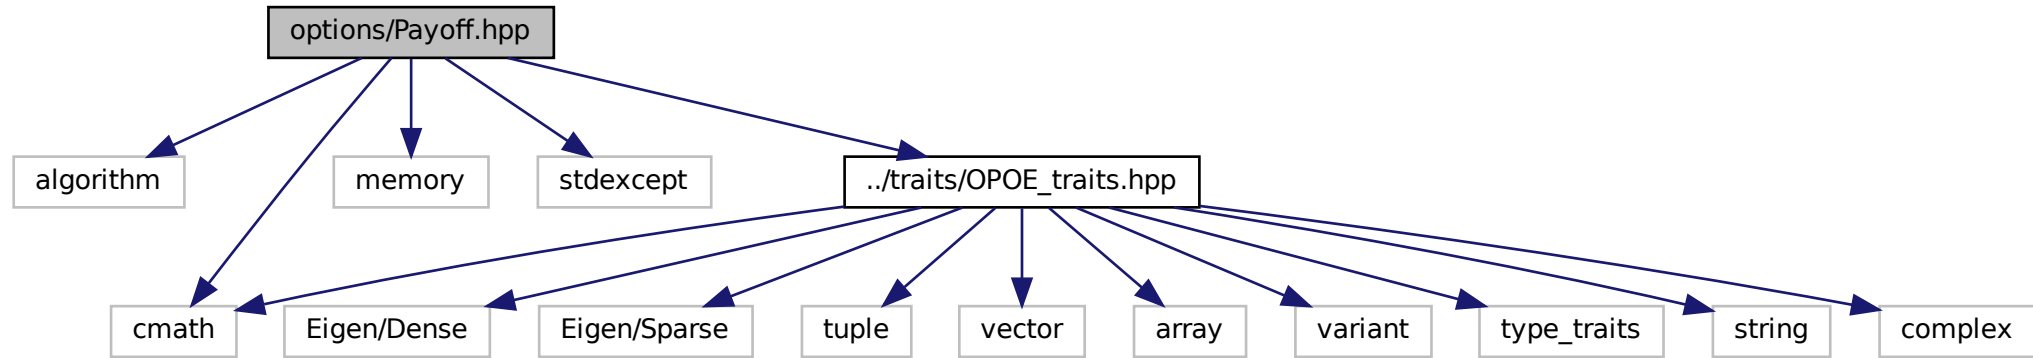 options/Payoff.hpp
algorithm
memory
stdexcept
../traits/OPOE_traits.hpp
cmath
Eigen/Dense
Eigen/Sparse
tuple
vector
array
variant
type_traits
string
complex